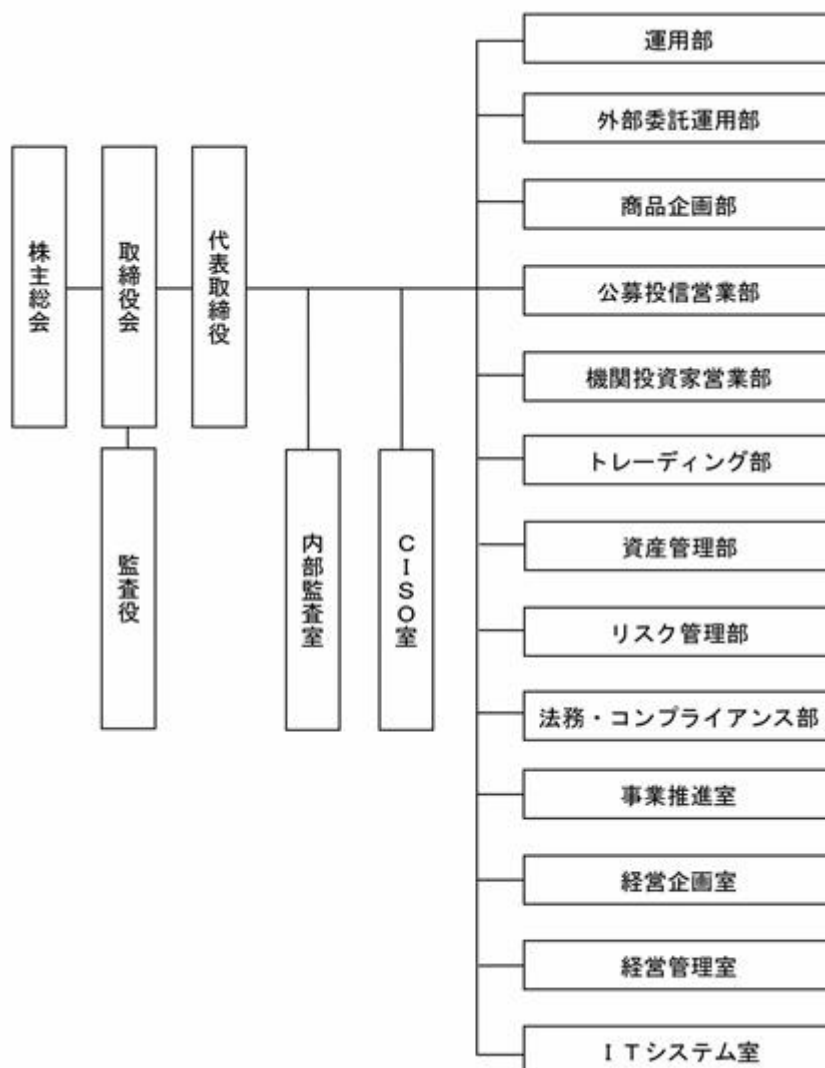 株主総会
取締役会
代表取締役
監査役
内部監査室
CISO室
運用部
外部委託運用部
商品企画部
公募投信営業部
機関投資家営業部
トレーディング部
資産管理部
リスク管理部
法務・コンプライアンス部
事業推進室
経営企画室
経営管理室
ITシステム室